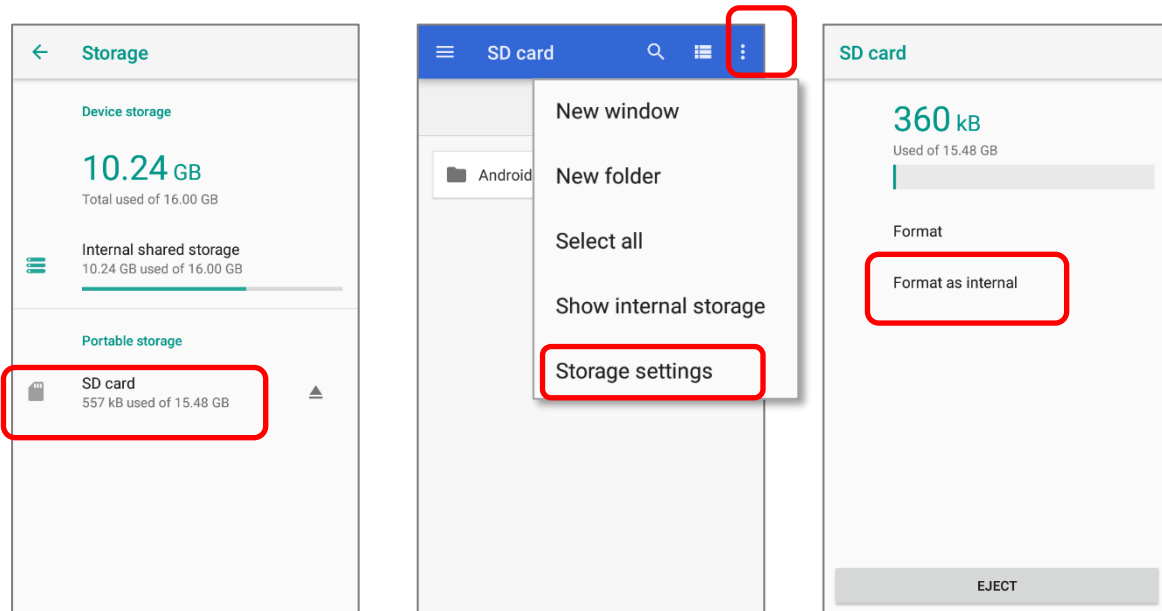 Storage
Device storage
10.24 GB
Total used of 16.00 GB
Internal shared storage
10.24 GB used of 16.00 GB
Portable storage
SD card
557 kB used of 15.48 GB
SD card
Android
New window
New folder
Select all
Show internal storage
Storage settings
SD card
360 kB
Used of 15.48 GB
Format
Format as internal
EJECT